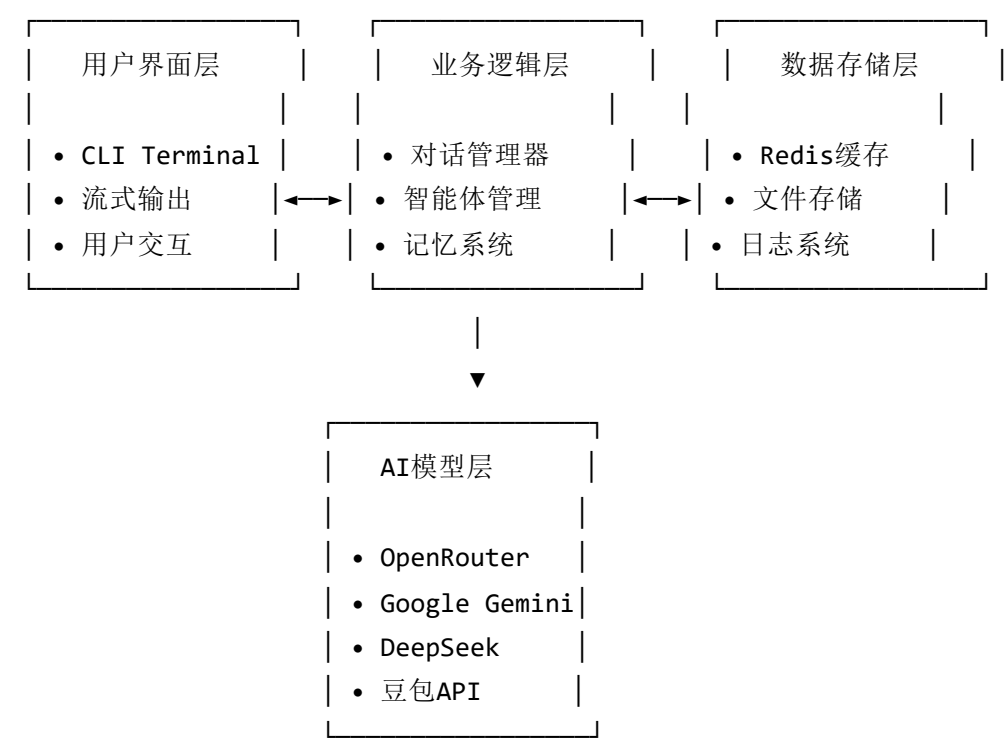 用户界面层 业务逻辑层 数据存储层
• CLI Terminal • 对话管理器 • Redis缓存
• 流式输出 • 智能体管理 • 文件存储
• 用户交互 • 记忆系统 • 日志系统
AI模型层
• OpenRouter
• Google Gemini
• DeepSeek
• 豆包API